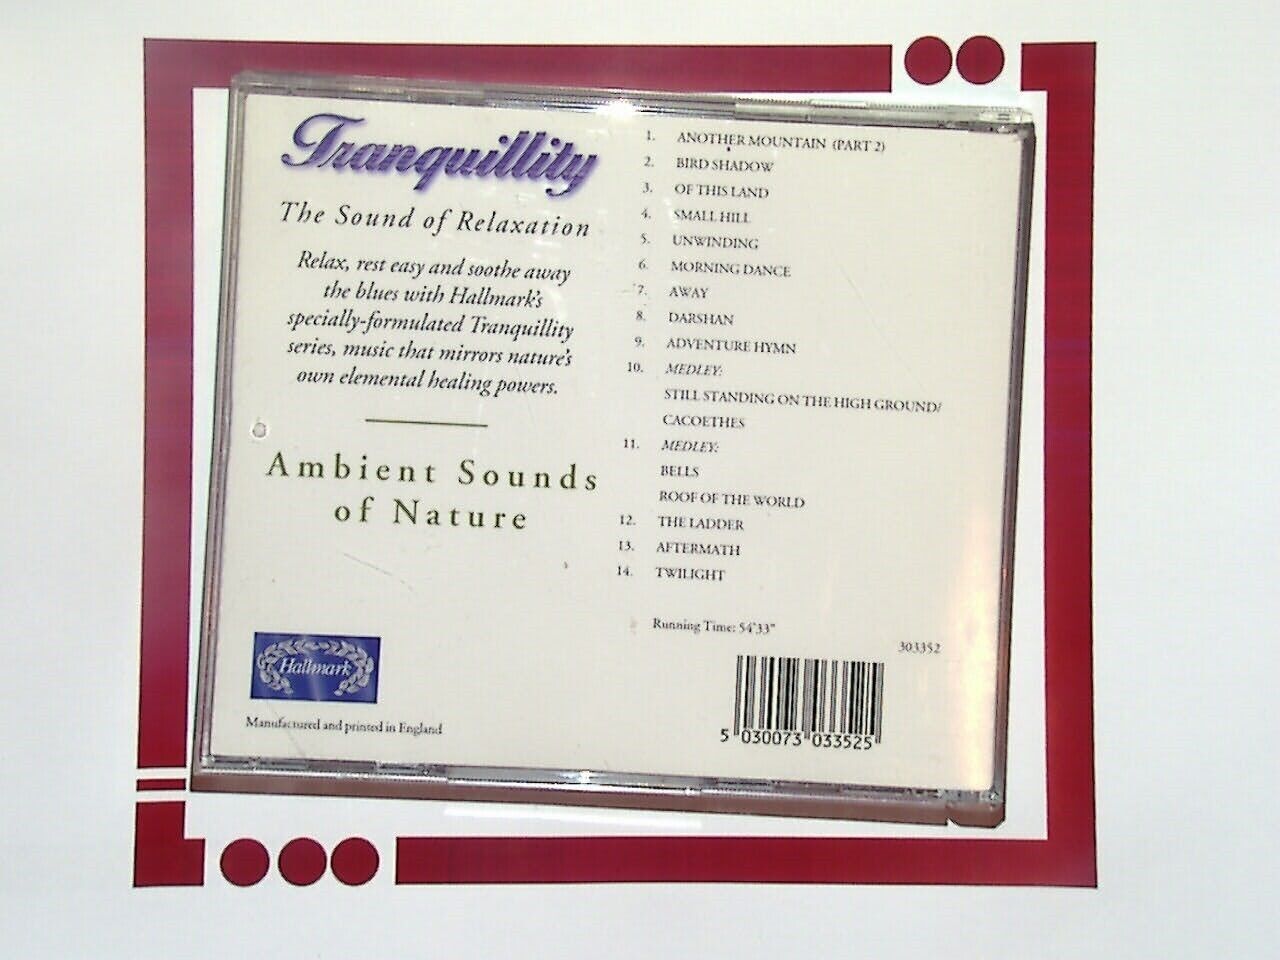 Tranquillity
The Sound of Relaxation
Relax, rest easy and soothe away
the blues with Hallmark's
specially-formulated Tranquillity
series, music that mirrors nature's
own elemental healing powers.
Ambient Sounds
of Nature
Hallmark
Manufactured and printed in England
1. ANOTHER MOUNTAIN (PART 2)
2. BIRD SHADOW
3. OF THIS LAND
4. SMALL HILL
5. UNWINDING
6. MORNING DANCE
7. AWAY
8. DARSHAN
9. ADVENTURE HYMN
10. MEDLEY:
STILL STANDING ON THE HIGH GROUND/
CACOETHES
11. MEDLEY:
BELLS
ROOF OF THE WORLD
12. THE LADDER
13. AFTERMATH
14. TWILIGHT
Running Time: 54'33"
303352
5 030073 033525